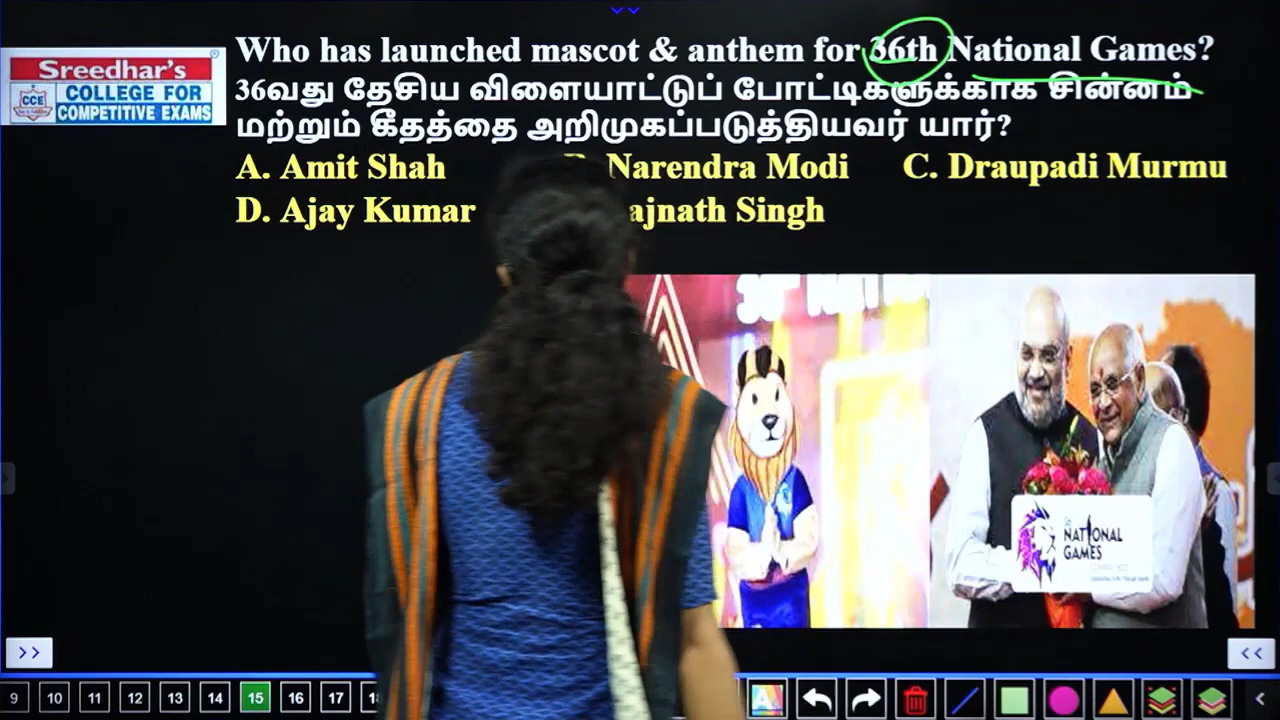 Sreedhar's
CCE
COLLEGE FOR
COMPETITIVE EXAMS
Who has launched mascot & anthem for 36th National Games?
36வது தேசிய விளையாட்டுப் போட்டிகளுக்காக சின்னம்
மற்றும் கீதத்தை அறிமுகப்படுத்தியவர் யார்?
A. Amit Shah Narendra Modi C. Draupadi Murmu
D. Ajay Kumar Singh
NATIONAL
GAMES
>>
<<
9 10 11 12 13 14 15 16 17